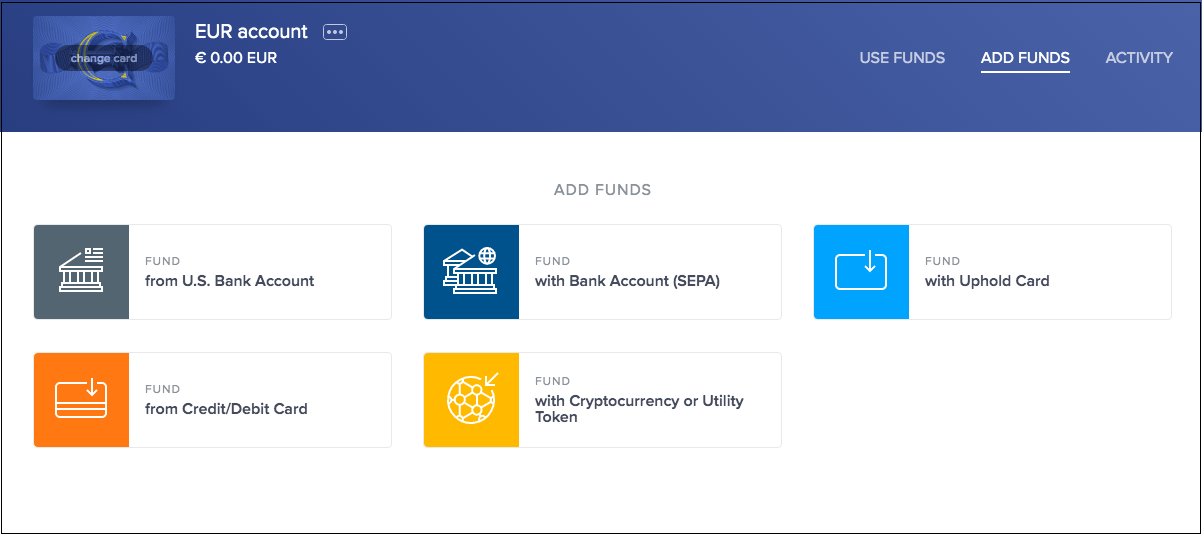 change card
EUR account
€ 0.00 EUR
USE FUNDS
ADD FUNDS
ACTIVITY
ADD FUNDS
FUND
from U.S. Bank Account
FUND
with Bank Account (SEPA)
FUND
with Uphold Card
FUND
from Credit/Debit Card
FUND
with Cryptocurrency or Utility
Token